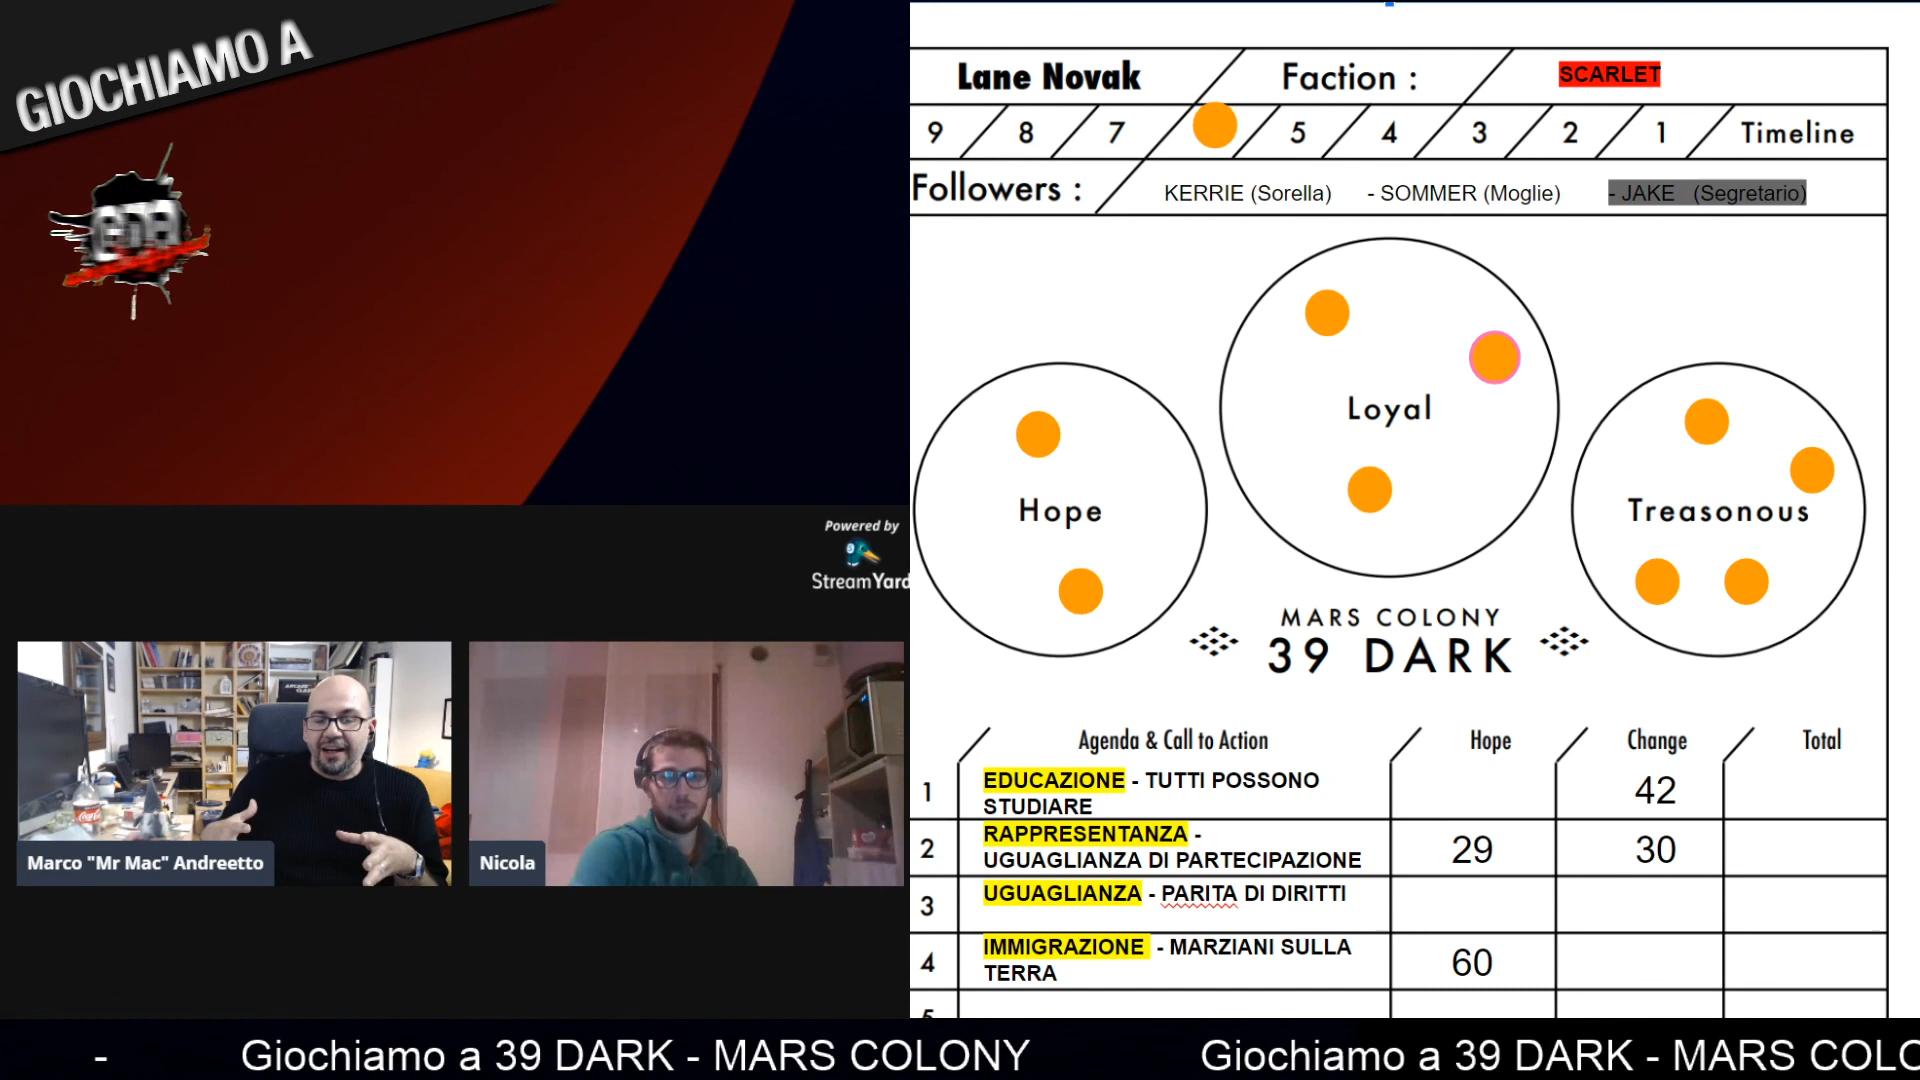 GIOCHIAMO A
Powered by
StreamYard
Marco "Mr Mac" Andreetto
Nicola
Lane Novak
Faction :
SCARLET
9 8 7 5 4 3 2 1 Timeline
Followers :
KERRIE (Sorella) - SOMMER (Moglie) - JAKE (Segretario)
Loyal
Hope
Treasonous
MARS COLONY
39 DARK
Agenda & Call to Action Hope Change Total
1 EDUCAZIONE - TUTTI POSSONO
STUDIARE
42
2 RAPPRESENTANZA -
UGUAGLIANZA DI PARTECIPAZIONE
29 30
3 UGUAGLIANZA - PARITA DI DIRITTI
4 IMMIGRAZIONE - MARZIANI SULLA
TERRA
60
5
- Giochiamo a 39 DARK - MARS COLONY Giochiamo a 39 DARK - MARS COLO